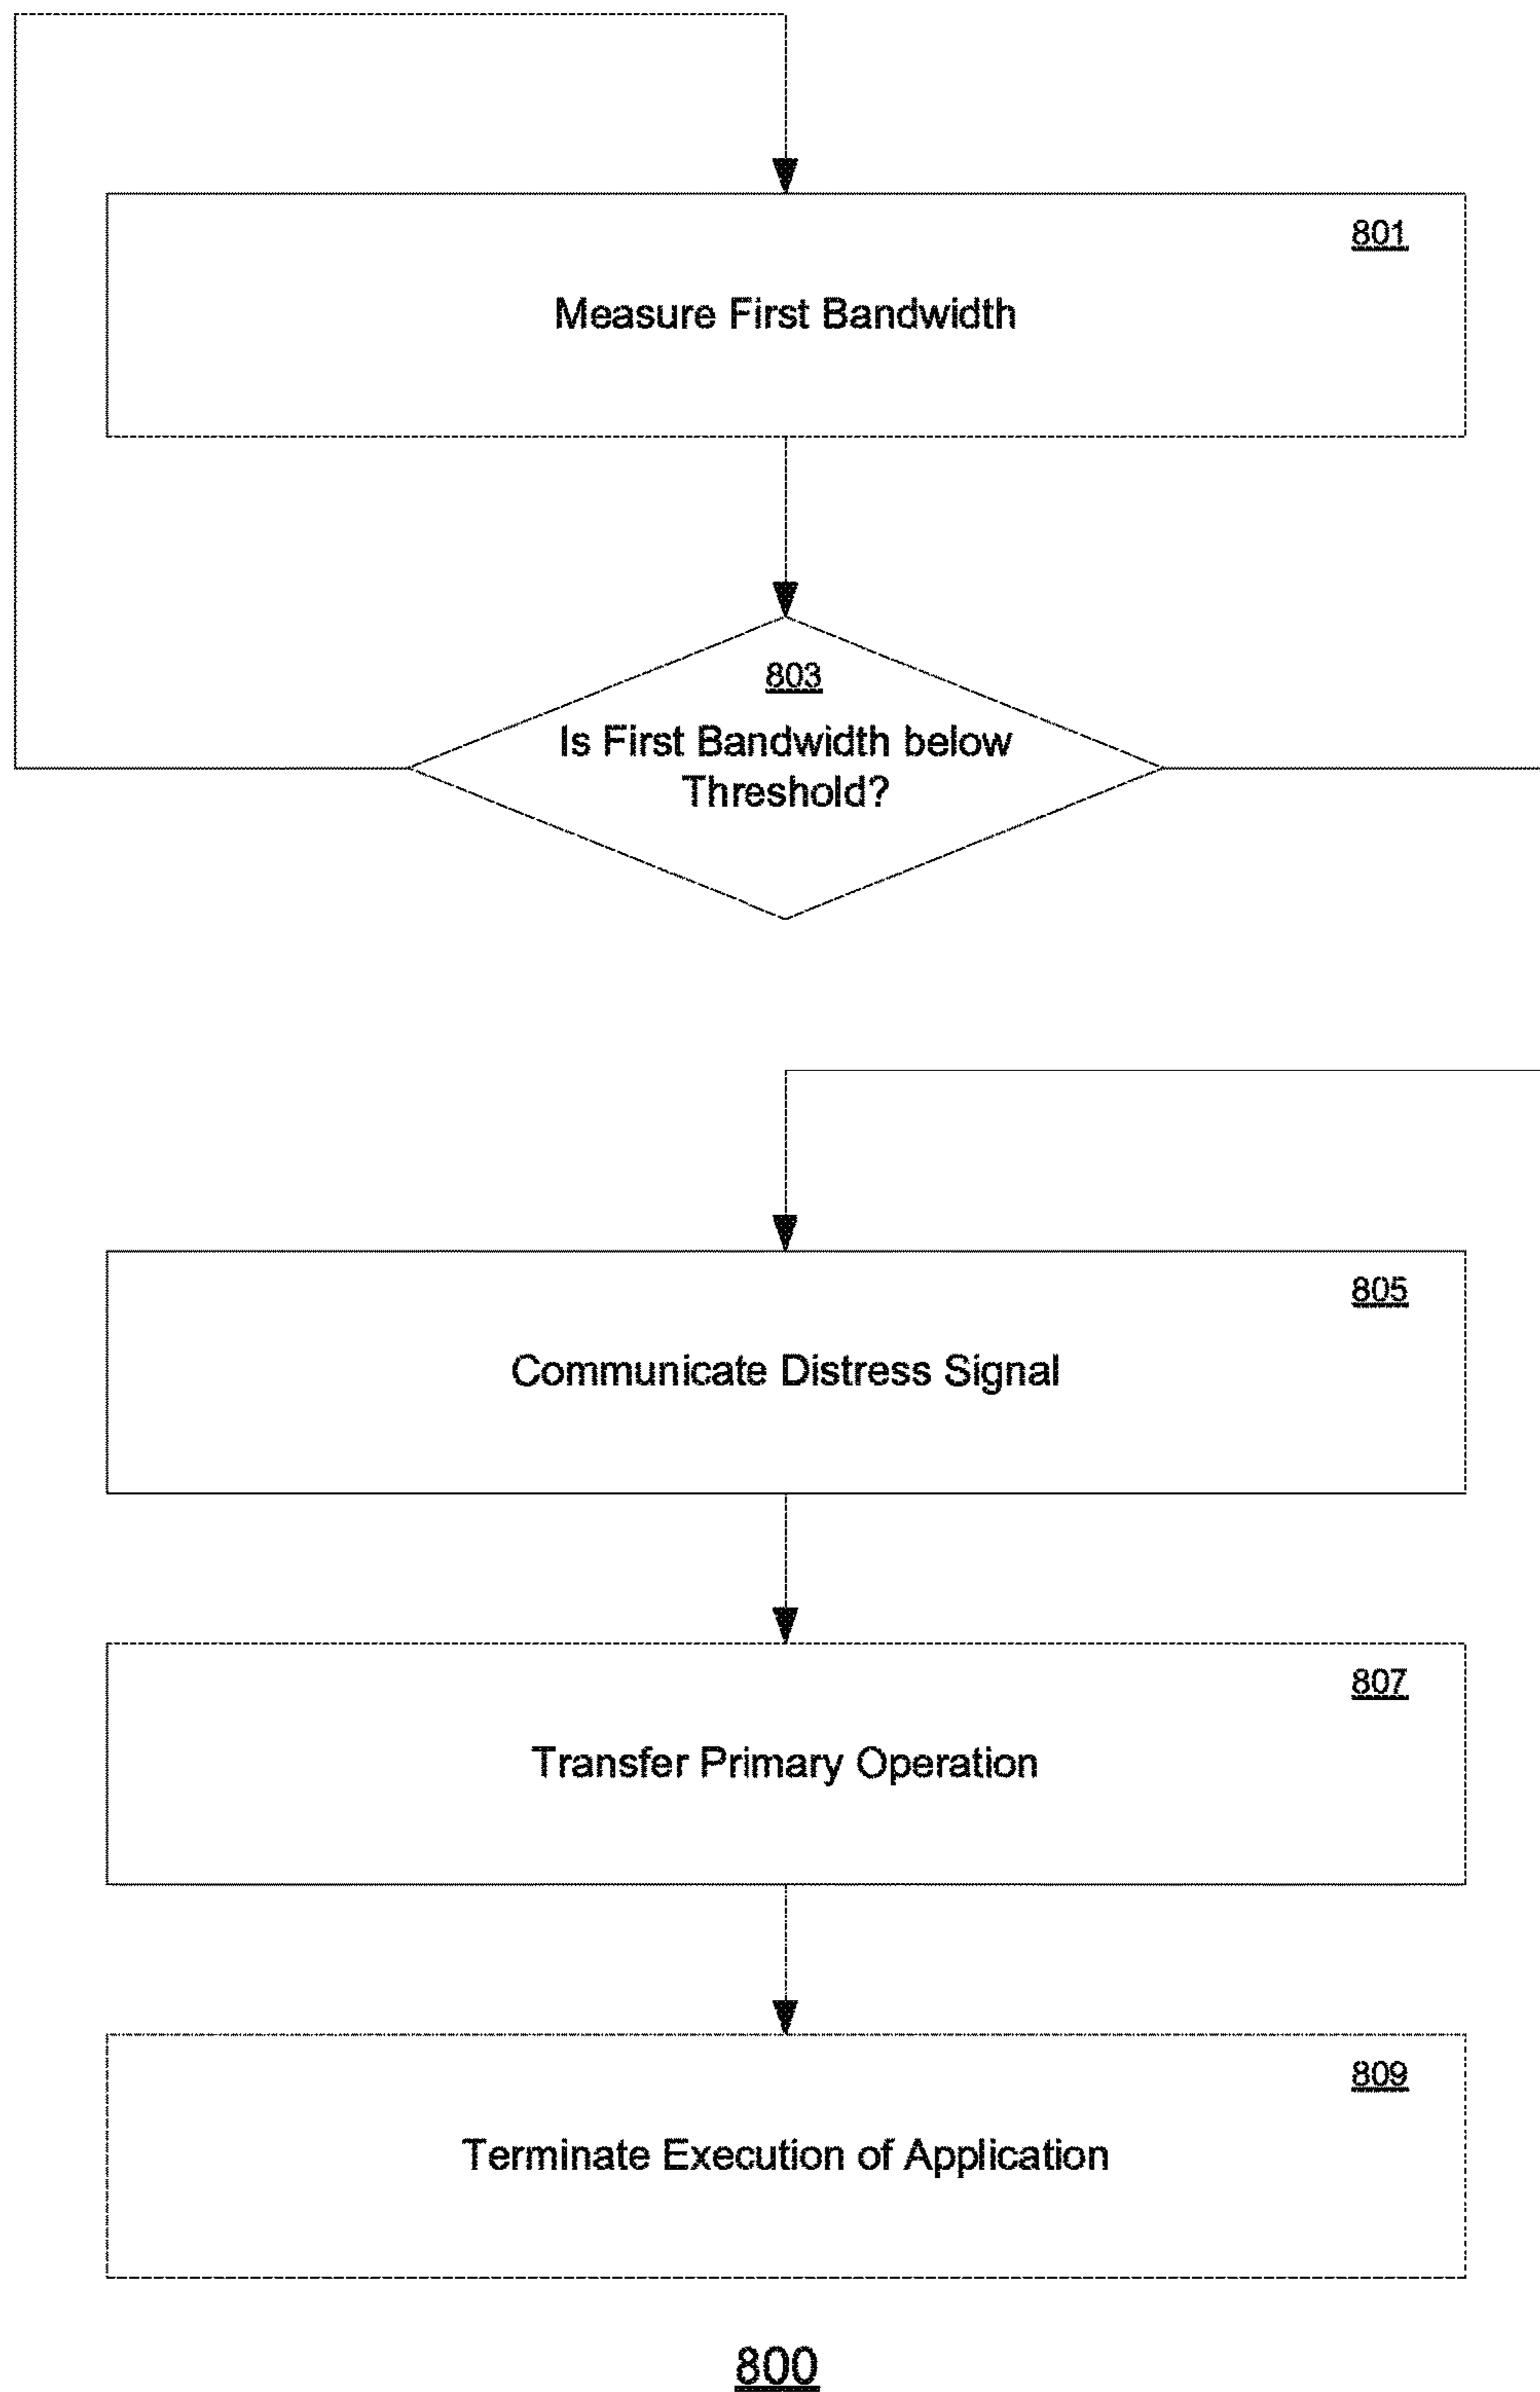 801
Measure First Bandwidth
803
Is First Bandwidth below
Threshold?
805
Communicate Distress Signal
807
Transfer Primary Operation
809
Terminate Execution of Application
800